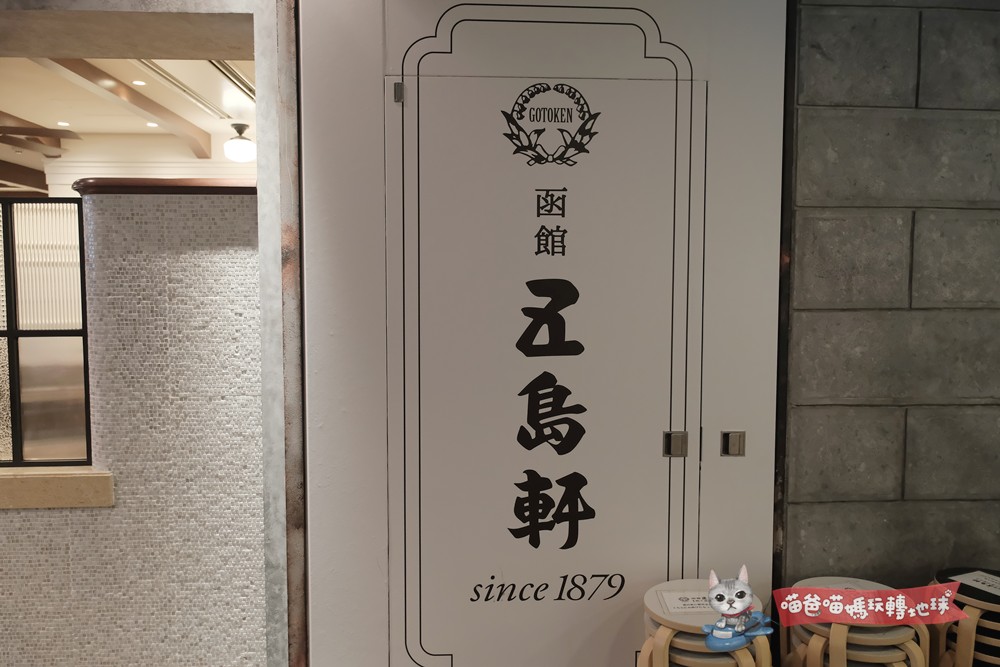 GOTOKEN
函館
五島軒
since 1879
喵爸喵媽玩轉地球